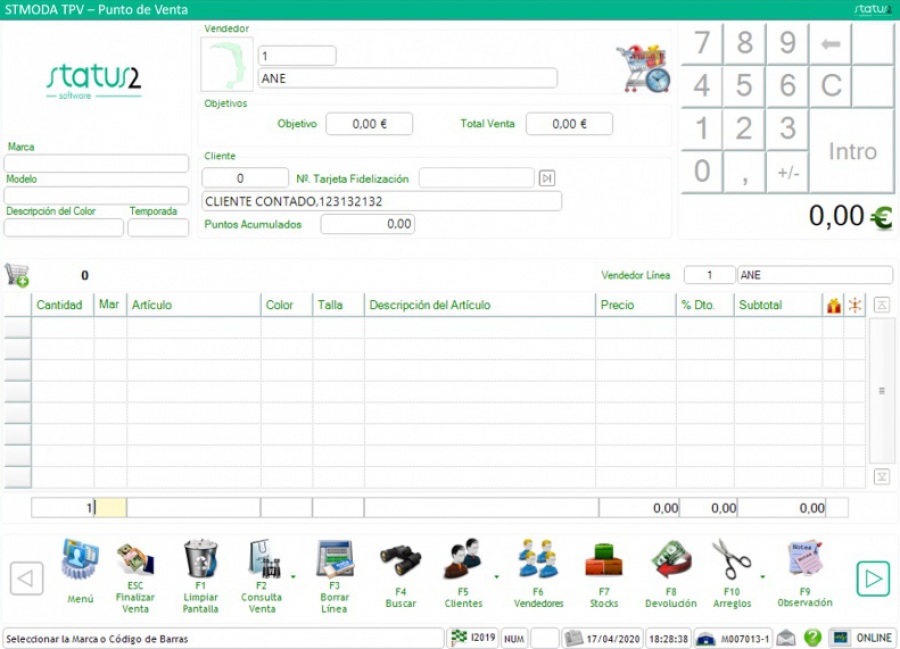 STMODA TPV – Punto de Venta
status2
status2
software
Vendedor
1
ANE
Objetivos
Objetivo 0,00 € Total Venta 0,00 €
Marca
Modelo
Descripción del Color Temporada
Cliente
0 Nº. Tarjeta Fidelización
CLIENTE CONTADO,123132132
Puntos Acumulados 0,00
7 8 9 ←
4 5 6 C
1 2 3
0 , +/- Intro
0,00 €
0 Vendedor Línea 1 ANE
Cantidad Mar Artículo Color Talla Descripción del Artículo Precio % Dto. Subtotal
1 0,00 0,00 0,00
Menú
ESC Finalizar Venta
F1 Limpiar Pantalla
F2 Consulta Venta
F3 Borrar Línea
F4 Buscar
F5 Clientes
F6 Vendedores
F7 Stocks
F8 Devolución
F10 Arreglos
Notes
F9 Observación
Seleccionar la Marca o Código de Barras I2019 NUM 17/04/2020 18:28:38 M007013-1 ? ONLINE